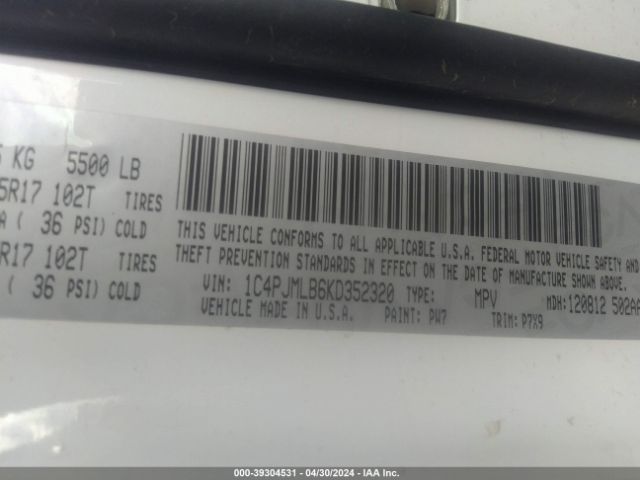 KG 5500 LB
5R17 102T TIRES
A ( 36 PSI) COLD
R17 102T TIRES
( 36 PSI) COLD
THIS VEHICLE CONFORMS TO ALL APPLICABLE U.S.A. FEDERAL MOTOR VEHICLE SAFETY AND
THEFT PREVENTION STANDARDS IN EFFECT ON THE DATE OF MANUFACTURE SHOWN ABOVE.
VIN: 1C4PJMLB6KD352320 TYPE: MPV MDH:120812 502AA
VEHICLE MADE IN U.S.A. PAINT: PW7 TRIM: P7X9
000-39304531 - 04/30/2024 - IAA Inc.